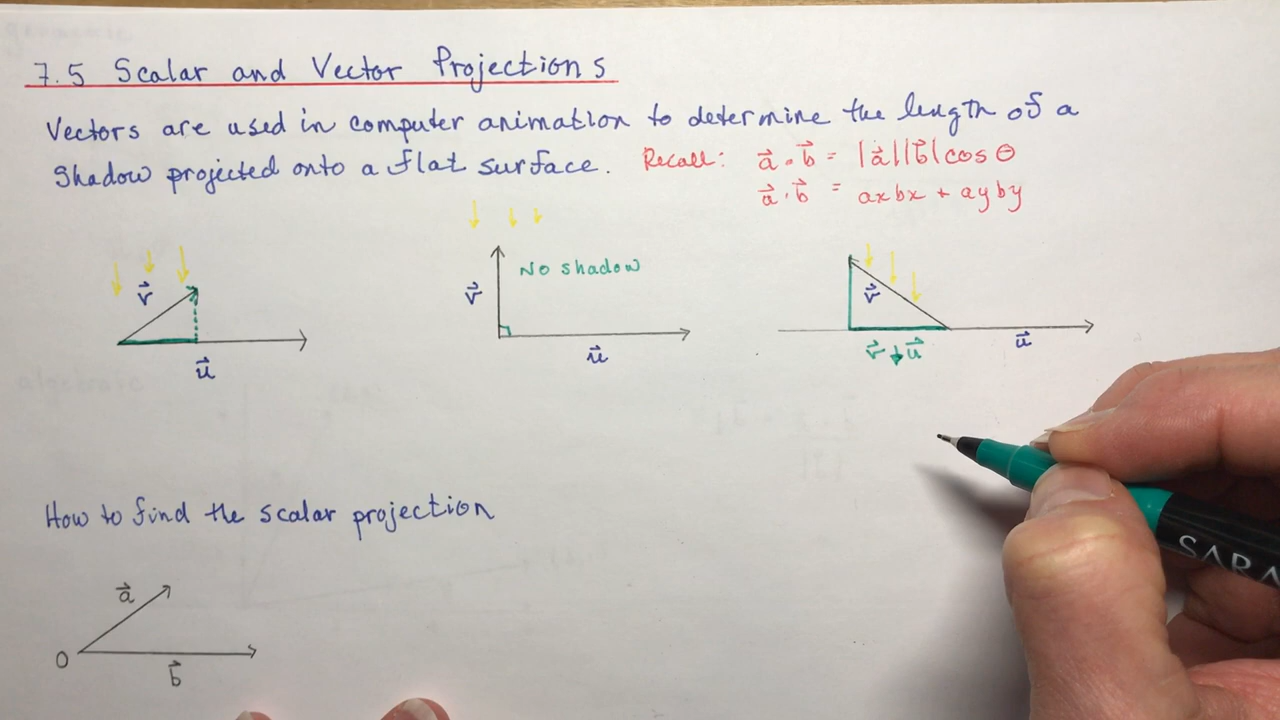 7.5 Scalar and Vector Projections
Vectors are used in computer animation to determine the length of a
Shadow projected onto a flat surface.
Recall: a⃗ · b⃗ = |a⃗||b⃗|cos θ
a⃗ · b⃗ = axbx + ayby
v⃗
u⃗
v⃗
No shadow
u⃗
v⃗
v⃗ ↓ u⃗
u⃗
How to find the scalar projection
a⃗
O
b⃗
SARA